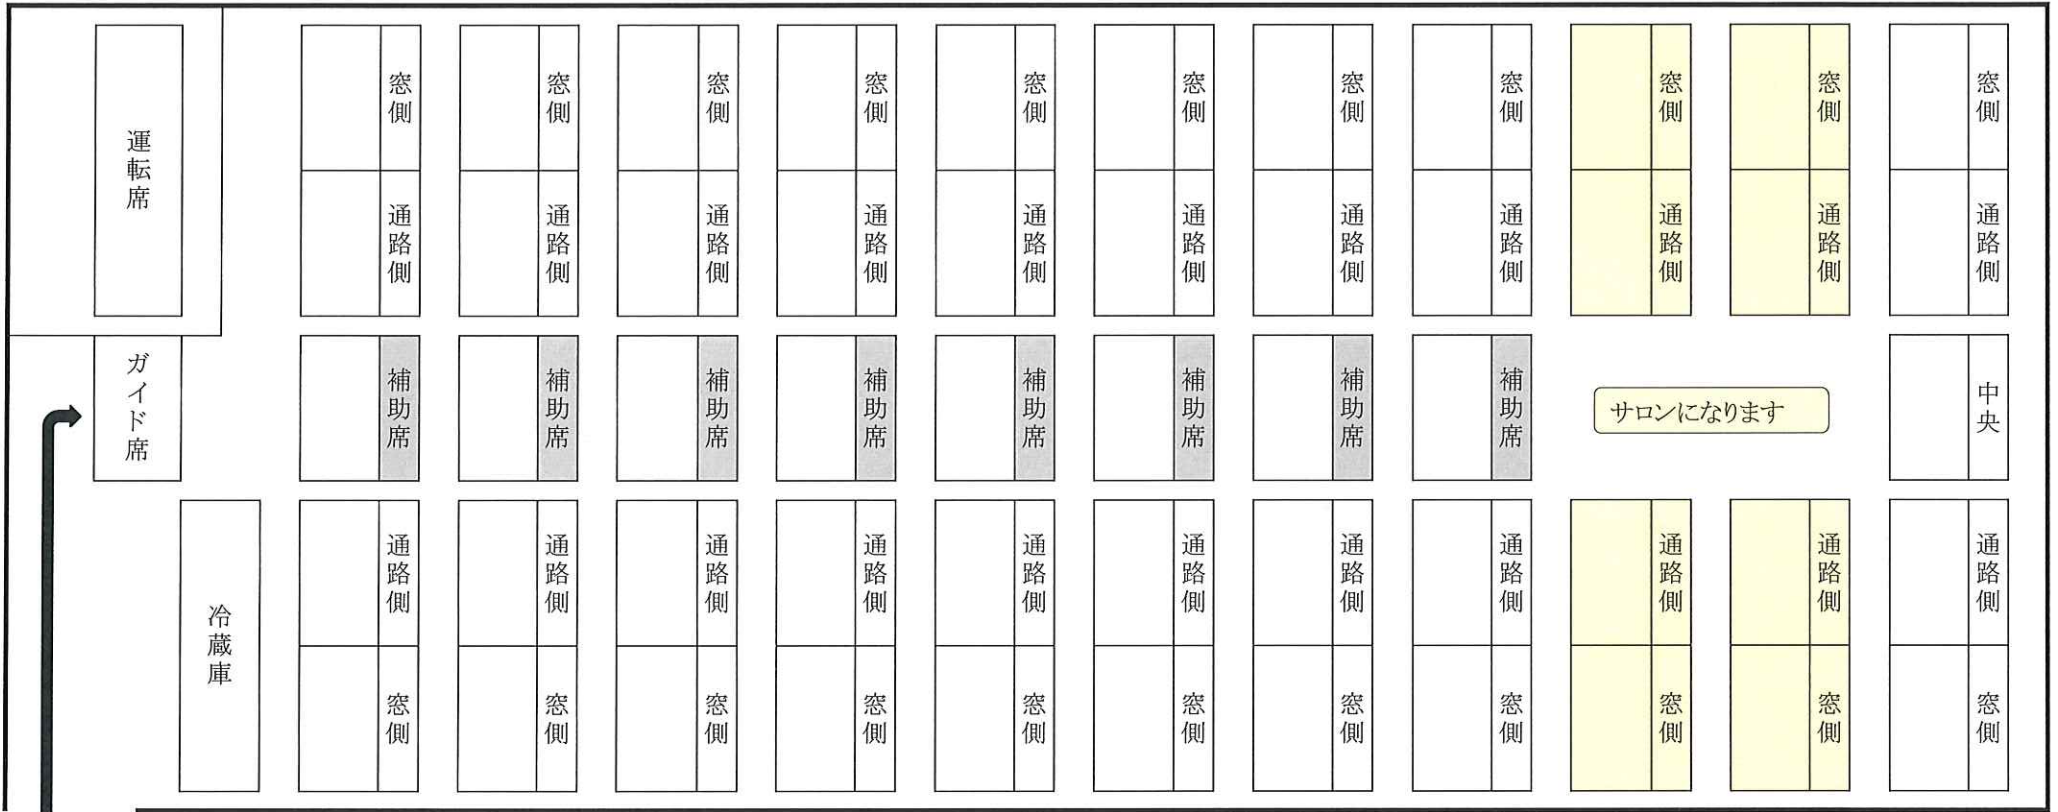 運転席
窓側
窓側
窓側
窓側
窓側
窓側
窓側
窓側
窓側
窓側
窓側
通路側
通路側
通路側
通路側
通路側
通路側
通路側
通路側
通路側
通路側
通路側
ガイド席
補助席
補助席
補助席
補助席
補助席
補助席
補助席
補助席
サロンになります
中央
冷蔵庫
通路側
通路側
通路側
通路側
通路側
通路側
通路側
通路側
通路側
通路側
通路側
窓側
窓側
窓側
窓側
窓側
窓側
窓側
窓側
窓側
窓側
窓側